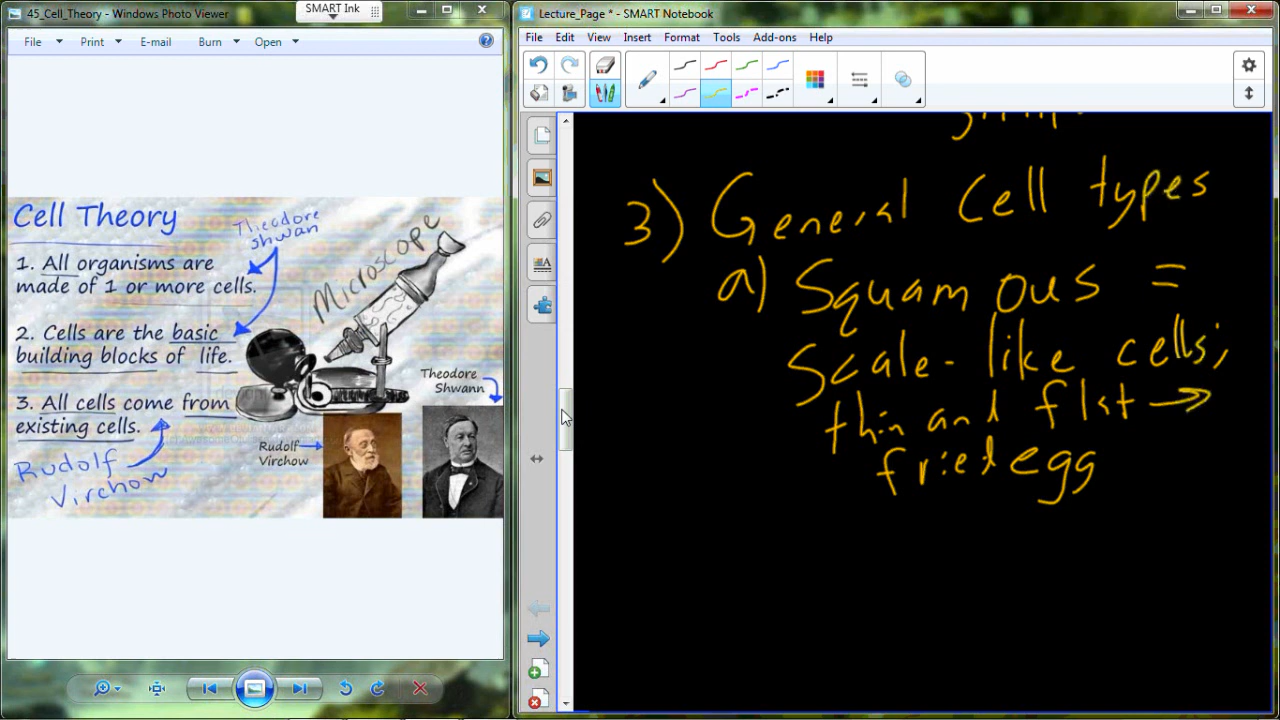 45_Cell_Theory - Windows Photo Viewer
SMART Ink
File Print E-mail Burn Open
Cell Theory
Theodore
shwan
Microscope
1. All organisms are
made of 1 or more cells.
2. Cells are the basic
building blocks of life.
3. All cells come from
existing cells.
Rudolf
Virchow
Theodore
Shwann
Rudolf
Virchow
Lecture_Page * - SMART Notebook
File Edit View Insert Format Tools Add-ons Help
3) General Cell types
a) Squamous =
Scale-like cells;
thin and flat →
fried egg